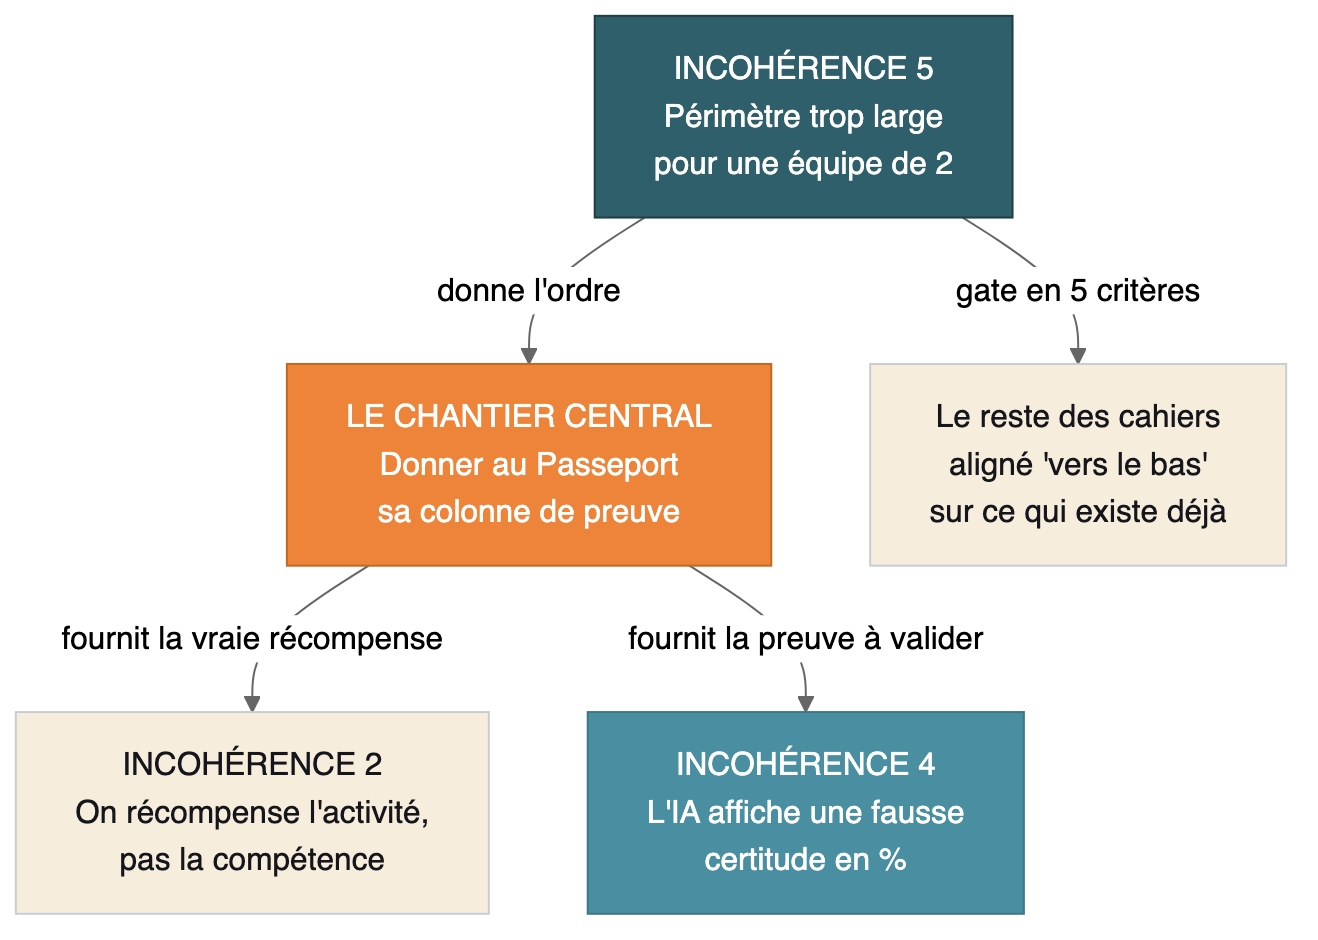 INCOHÉRENCE 5
Périmètre trop large
pour une équipe de 2
donne l'ordre
gate en 5 critères
LE CHANTIER CENTRAL
Donner au Passeport
sa colonne de preuve
Le reste des cahiers
aligné 'vers le bas'
sur ce qui existe déjà
fournit la vraie récompense
fournit la preuve à valider
INCOHÉRENCE 2
On récompense l'activité,
pas la compétence
INCOHÉRENCE 4
L'IA affiche une fausse
certitude en %